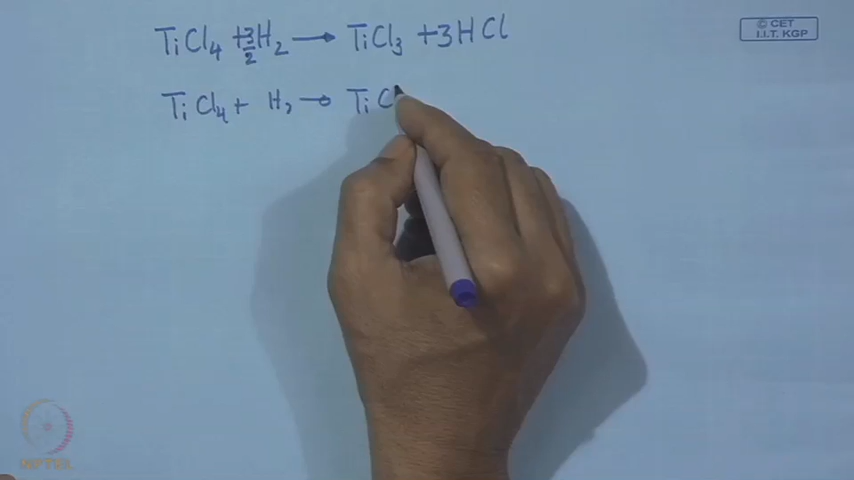 TiCl4 + 3/2 H2 → TiCl3 + 3HCl
© CET
I.I.T. KGP
TiCl4 + H2 → TiC
NPTEL